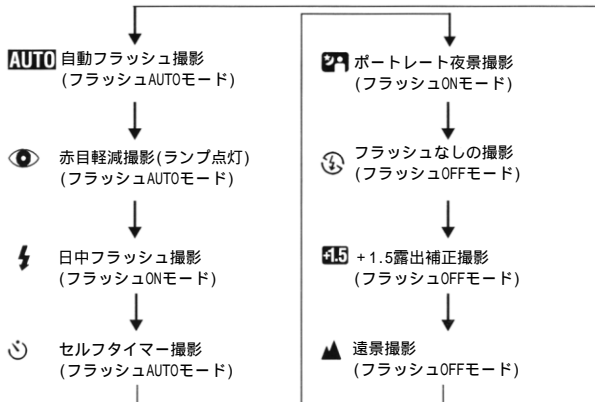 AUTO 自動フラッシュ撮影
(フラッシュAUTOモード)
赤目軽減撮影(ランプ点灯)
(フラッシュAUTOモード)
日中フラッシュ撮影
(フラッシュONモード)
セルフタイマー撮影
(フラッシュAUTOモード)
ポートレート夜景撮影
(フラッシュONモード)
フラッシュなしの撮影
(フラッシュOFFモード)
+1.5 +1.5露出補正撮影
(フラッシュOFFモード)
遠景撮影
(フラッシュOFFモード)